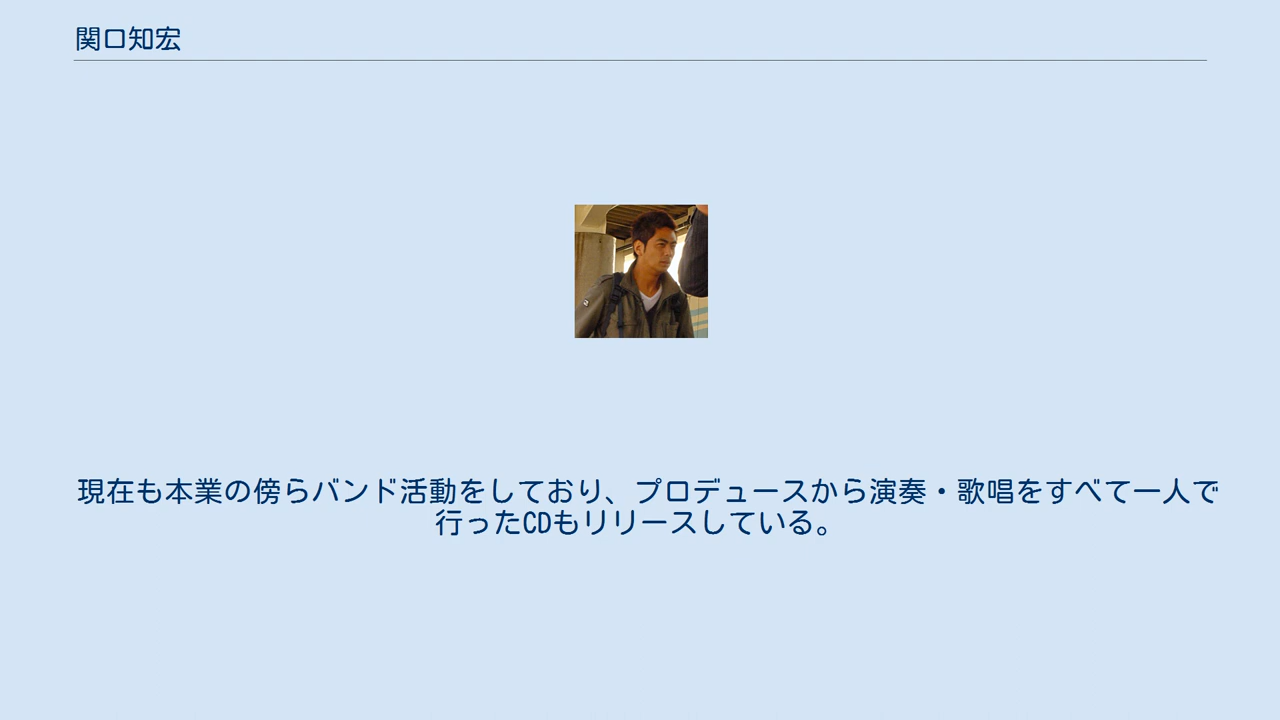 関口知宏
現在も本業の傍らバンド活動をしており、プロデュースから演奏・歌唱をすべて一人で
行ったCDもリリースしている。